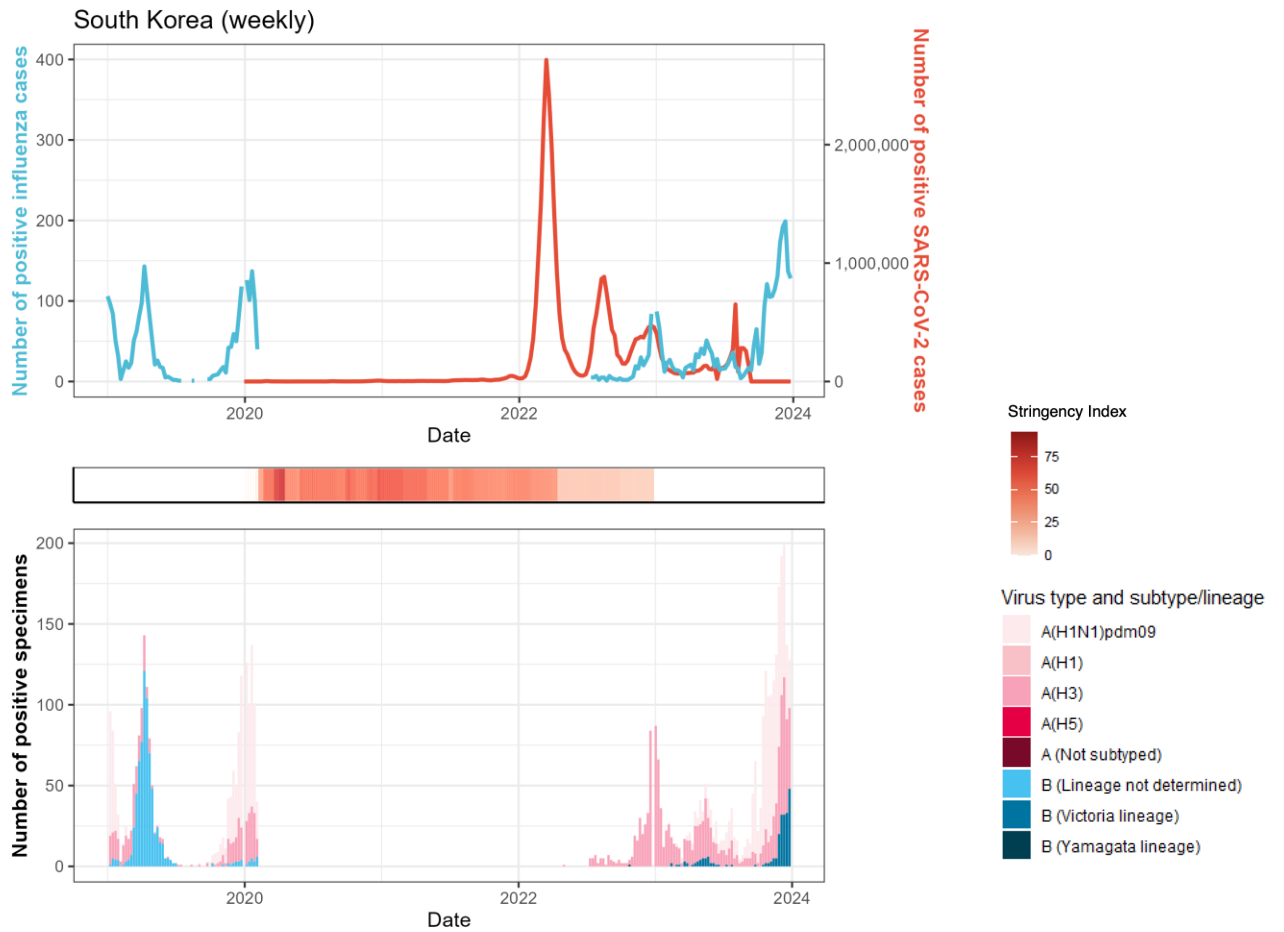 South Korea (weekly)
Number of positive influenza cases
400
300
200
100
0
2,000,000
1,000,000
0
Number of positive SARS-CoV-2 cases
2020
2022
2024
Date
Stringency Index
75
50
25
0
Number of positive specimens
200
150
100
50
0
2020
2022
2024
Date
Virus type and subtype/lineage
A(H1N1)pdm09
A(H1)
A(H3)
A(H5)
A (Not subtyped)
B (Lineage not determined)
B (Victoria lineage)
B (Yamagata lineage)